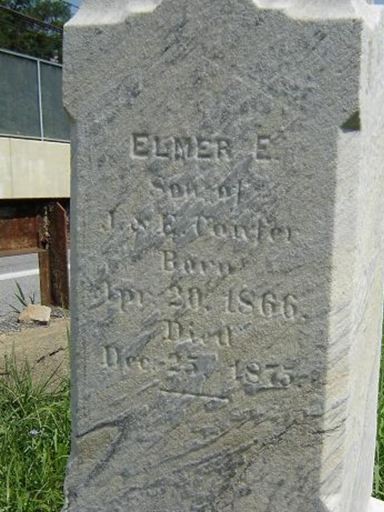 ELMER E.
Son of
J. & E. Confer
Born
Apr. 20, 1866.
Died
Dec. 25, 1875.